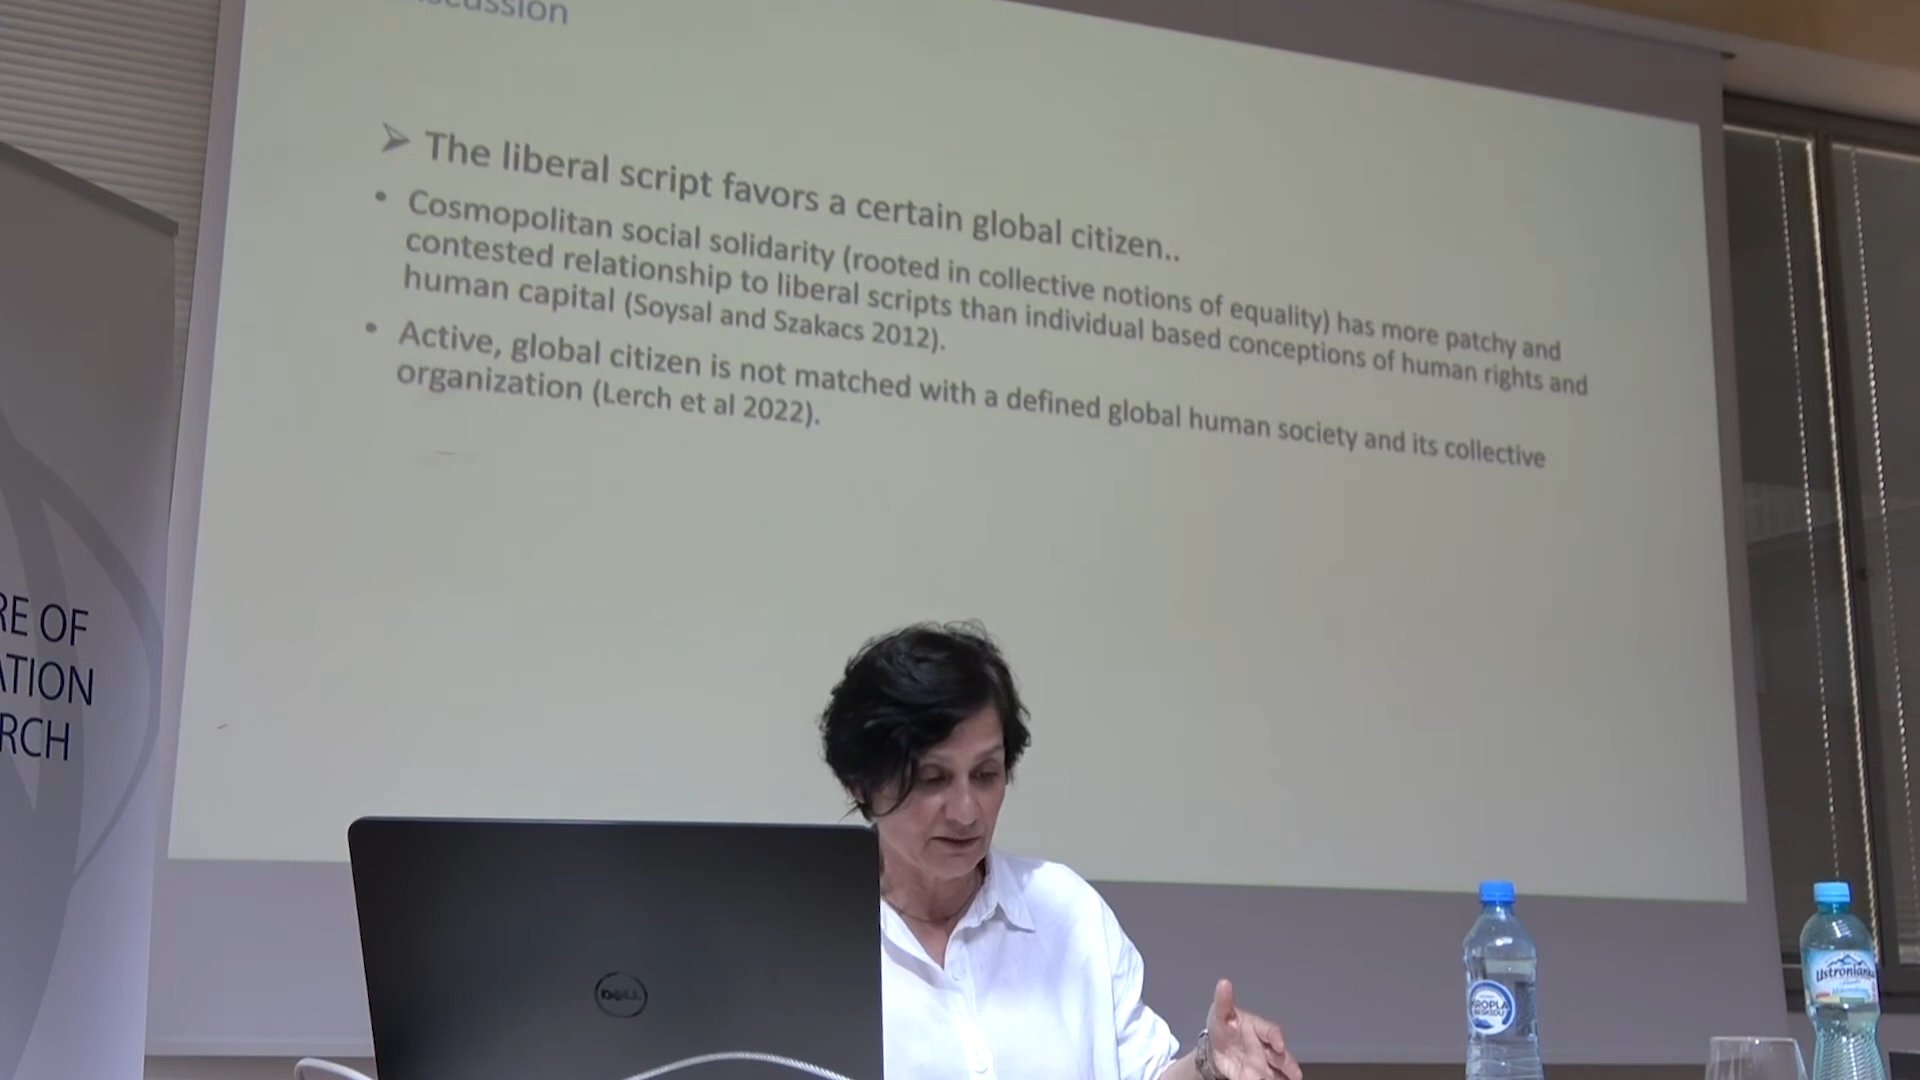 scussion
The liberal script favors a certain global citizen..
Cosmopolitan social solidarity (rooted in collective notions of equality) has more patchy and
contested relationship to liberal scripts than individual based conceptions of human rights and
human capital (Soysal and Szakacs 2012).
Active, global citizen is not matched with a defined global human society and its collective
organization (Lerch et al 2022).
RE OF
ATION
RCH
DELL
KROPLA
BESKIDU
Ustronianka